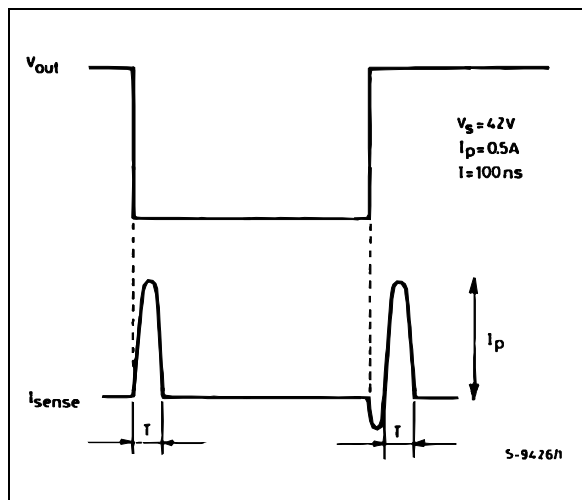 Vout
Vs=42V
Ip=0.5A
I=100ns
Ip
Isense
T
T
S-9426/1